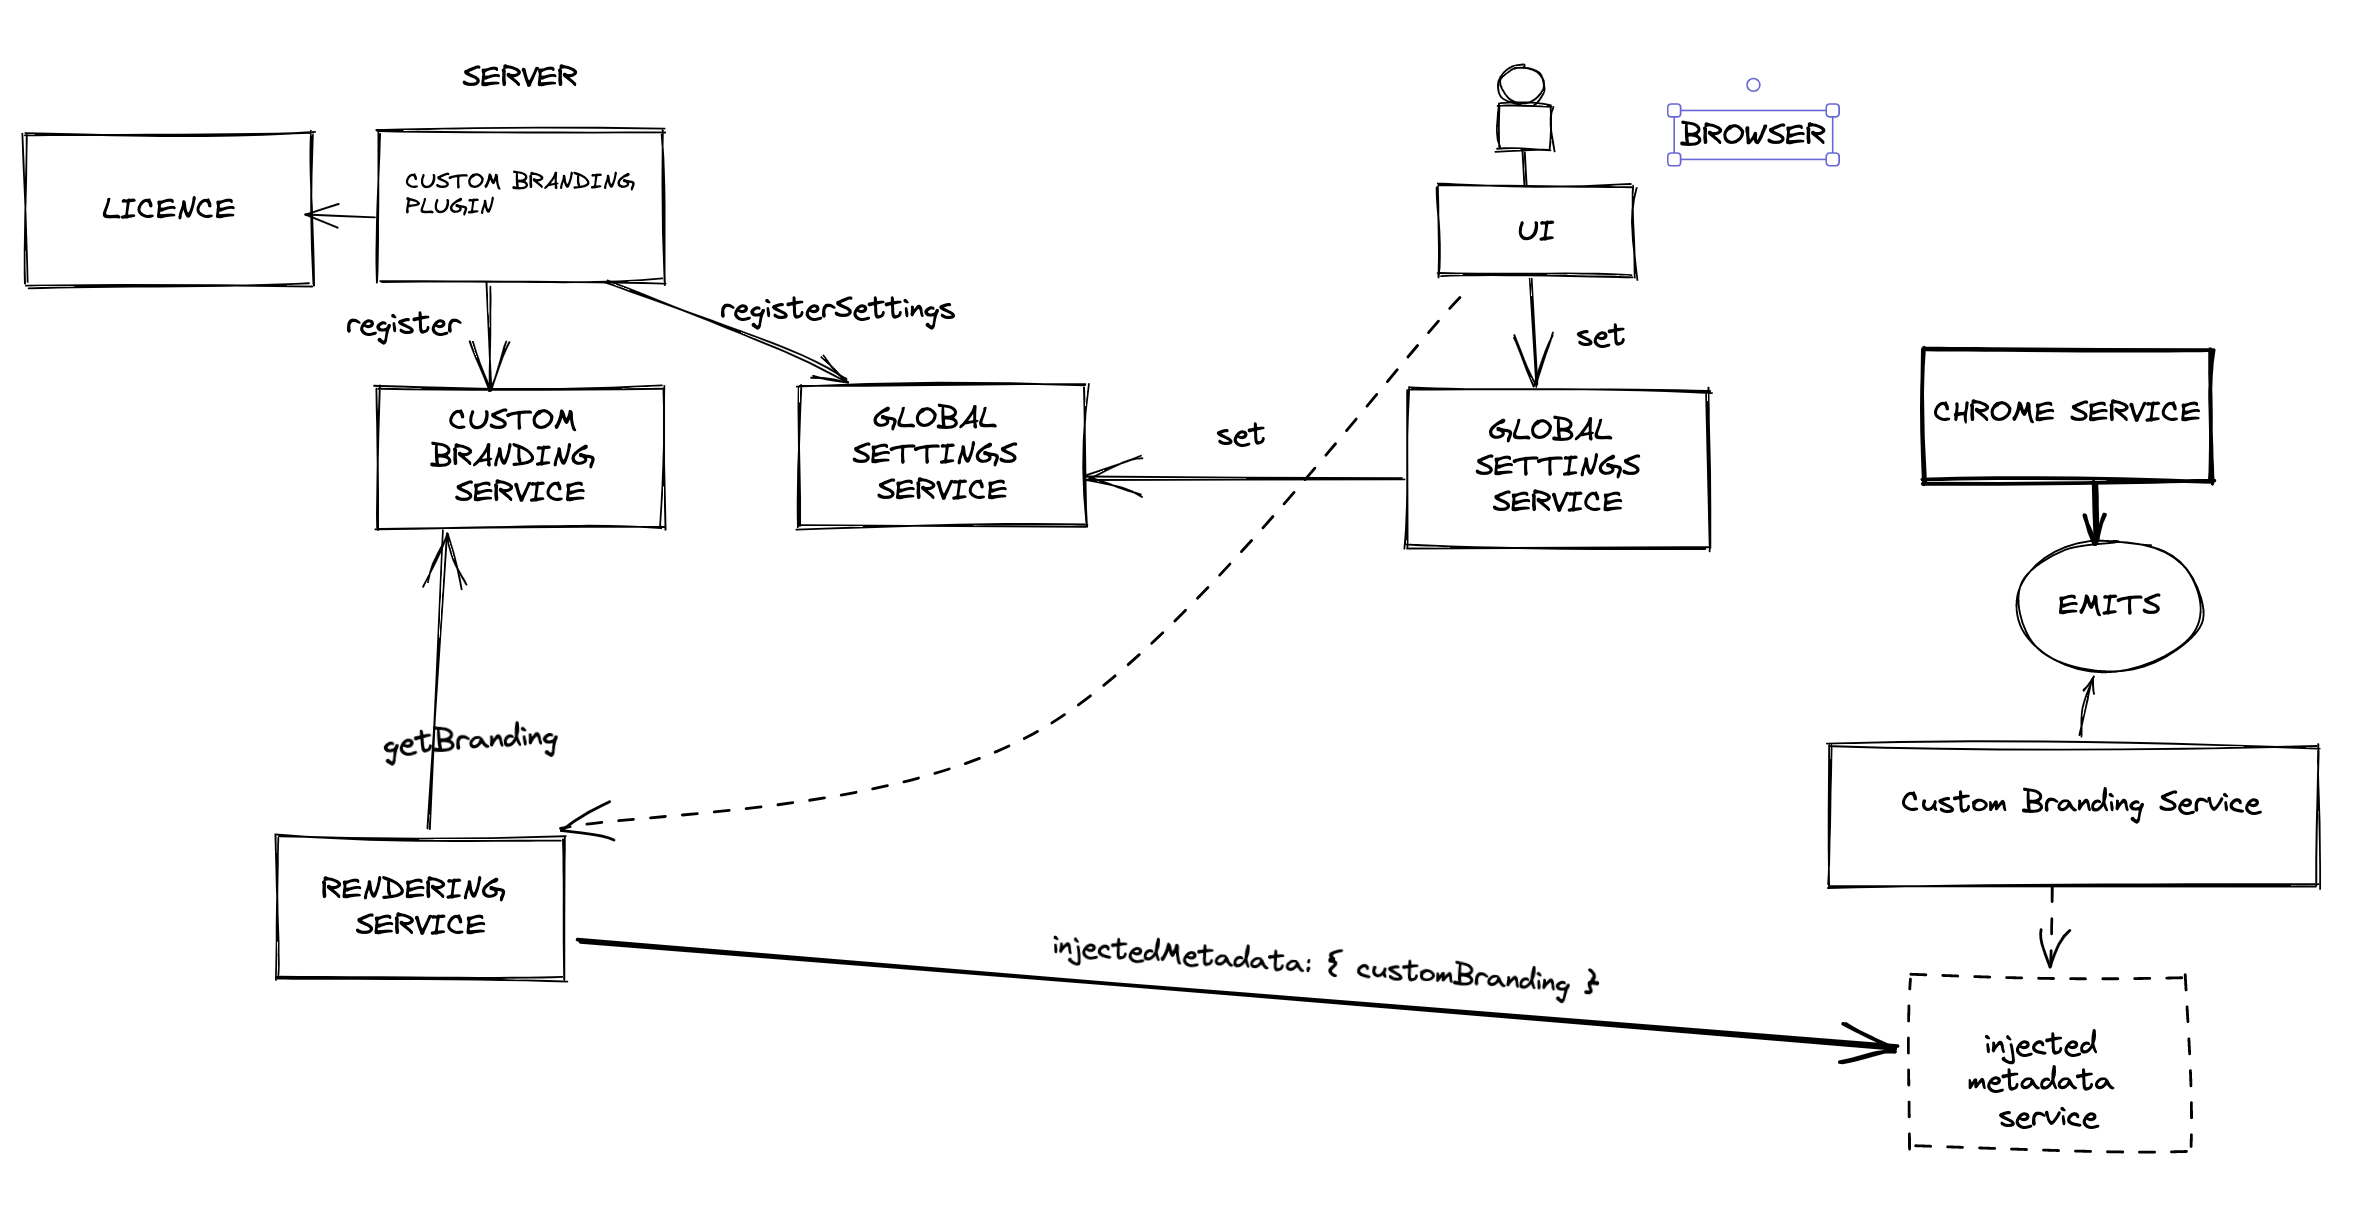 SERVER
BROWSER
LICENCE
CUSTOM BRANDING
PLUGIN
UI
register
registerSettings
set
CUSTOM
BRANDING
SERVICE
GLOBAL
SETTINGS
SERVICE
set
GLOBAL
SETTINGS
SERVICE
CHROME SERVICE
EMITS
getBranding
Custom Branding Service
RENDERING
SERVICE
injectedMetadata: { customBranding }
injected
metadata
service